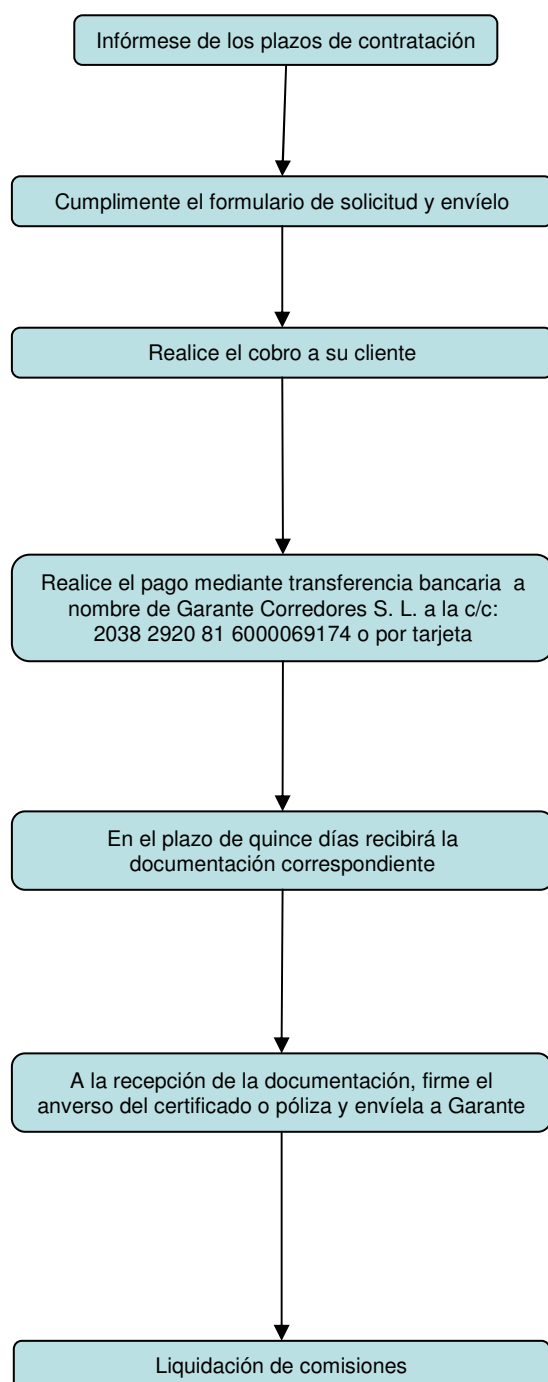 Infórmese de los plazos de contratación
Cumplimente el formulario de solicitud y envíelo
Realice el cobro a su cliente
Realice el pago mediante transferencia bancaria a
nombre de Garante Corredores S. L. a la c/c:
2038 2920 81 6000069174 o por tarjeta
En el plazo de quince días recibirá la
documentación correspondiente
A la recepción de la documentación, firme el
anverso del certificado o póliza y envíela a Garante
Liquidación de comisiones